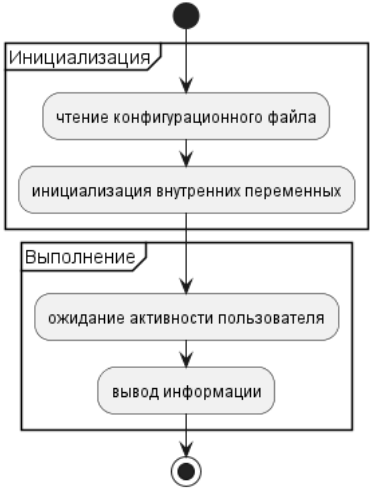 Инициализация
чтение конфигурационного файла
инициализация внутренних переменных
Выполнение
ожидание активности пользователя
вывод информации